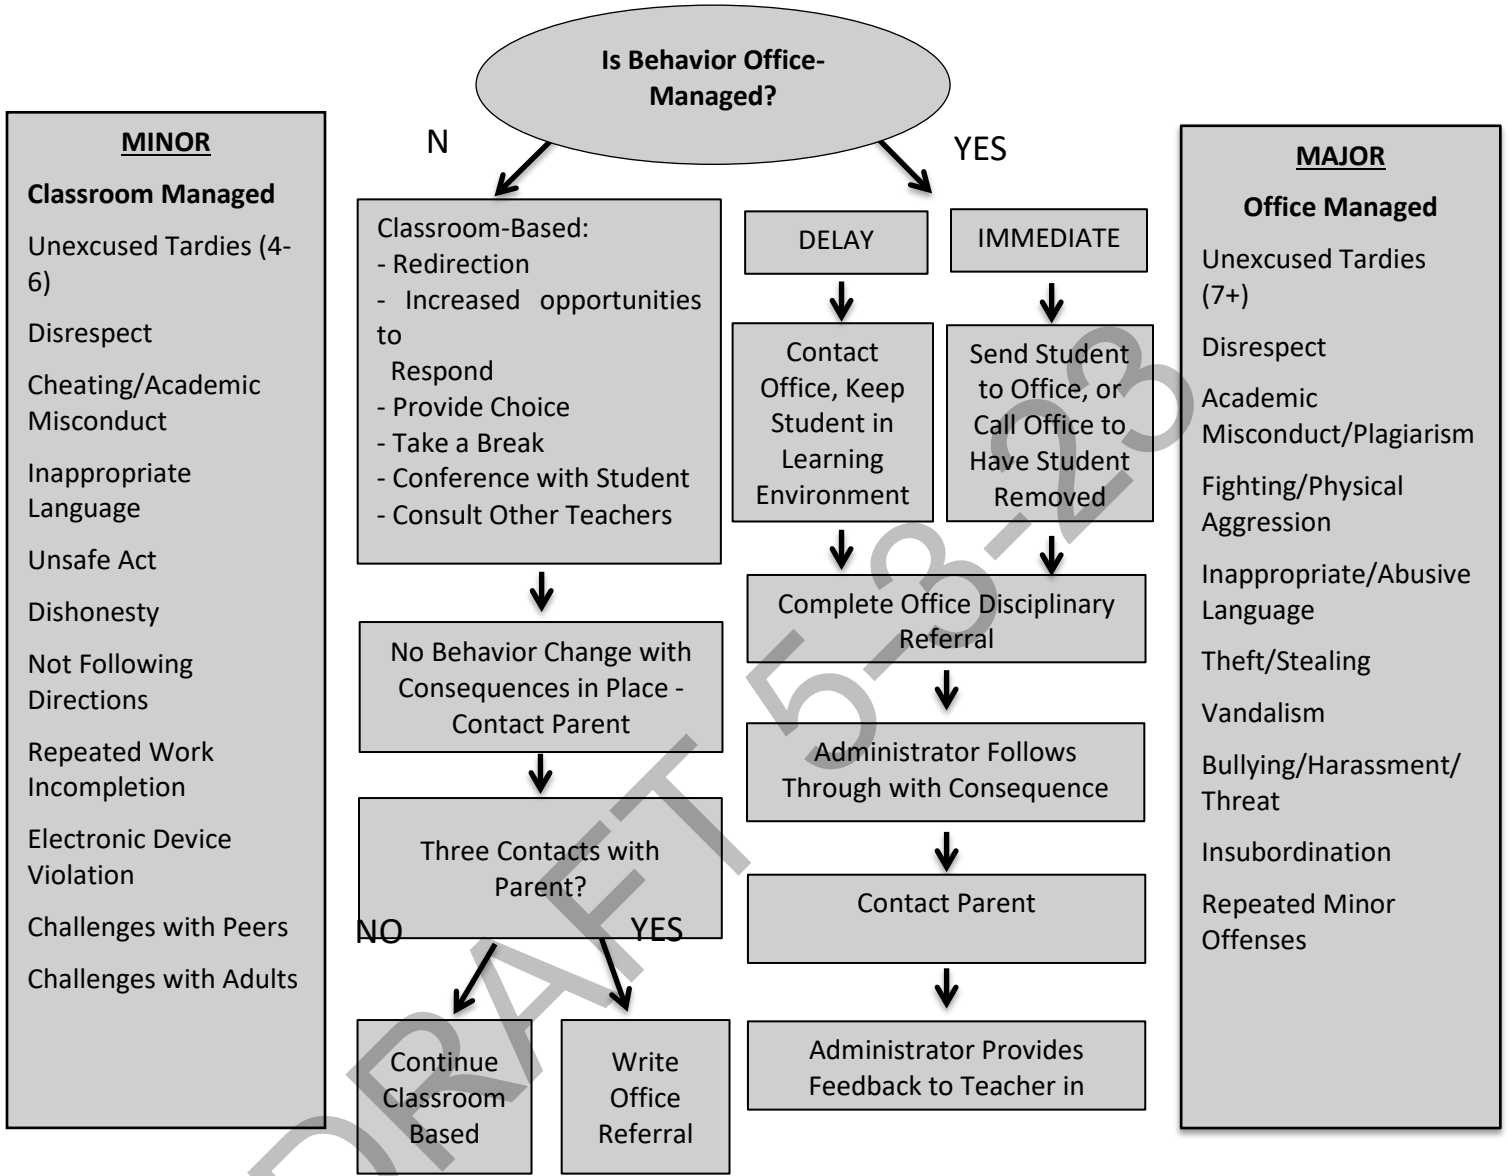 Is Behavior Office-
Managed?
N
YES
MINOR
Classroom Managed
Unexcused Tardies (4-
6)
Disrespect
Cheating/Academic
Misconduct
Inappropriate
Language
Unsafe Act
Dishonesty
Not Following
Directions
Repeated Work
Incompletion
Electronic Device
Violation
Challenges with Peers
Challenges with Adults
Classroom-Based:
- Redirection
- Increased opportunities
to
Respond
- Provide Choice
- Take a Break
- Conference with Student
- Consult Other Teachers
No Behavior Change with
Consequences in Place -
Contact Parent
Three Contacts with
Parent?
NO
YES
Continue
Classroom
Based
Write
Office
Referral
DELAY
IMMEDIATE
Contact
Office, Keep
Student in
Learning
Environment
Send Student
to Office, or
Call Office to
Have Student
Removed
Complete Office Disciplinary
Referral
Administrator Follows
Through with Consequence
Contact Parent
Administrator Provides
Feedback to Teacher in
MAJOR
Office Managed
Unexcused Tardies
(7+)
Disrespect
Academic
Misconduct/Plagiarism
Fighting/Physical
Aggression
Inappropriate/Abusive
Language
Theft/Stealing
Vandalism
Bullying/Harassment/
Threat
Insubordination
Repeated Minor
Offenses
DRAFT 5-3-23